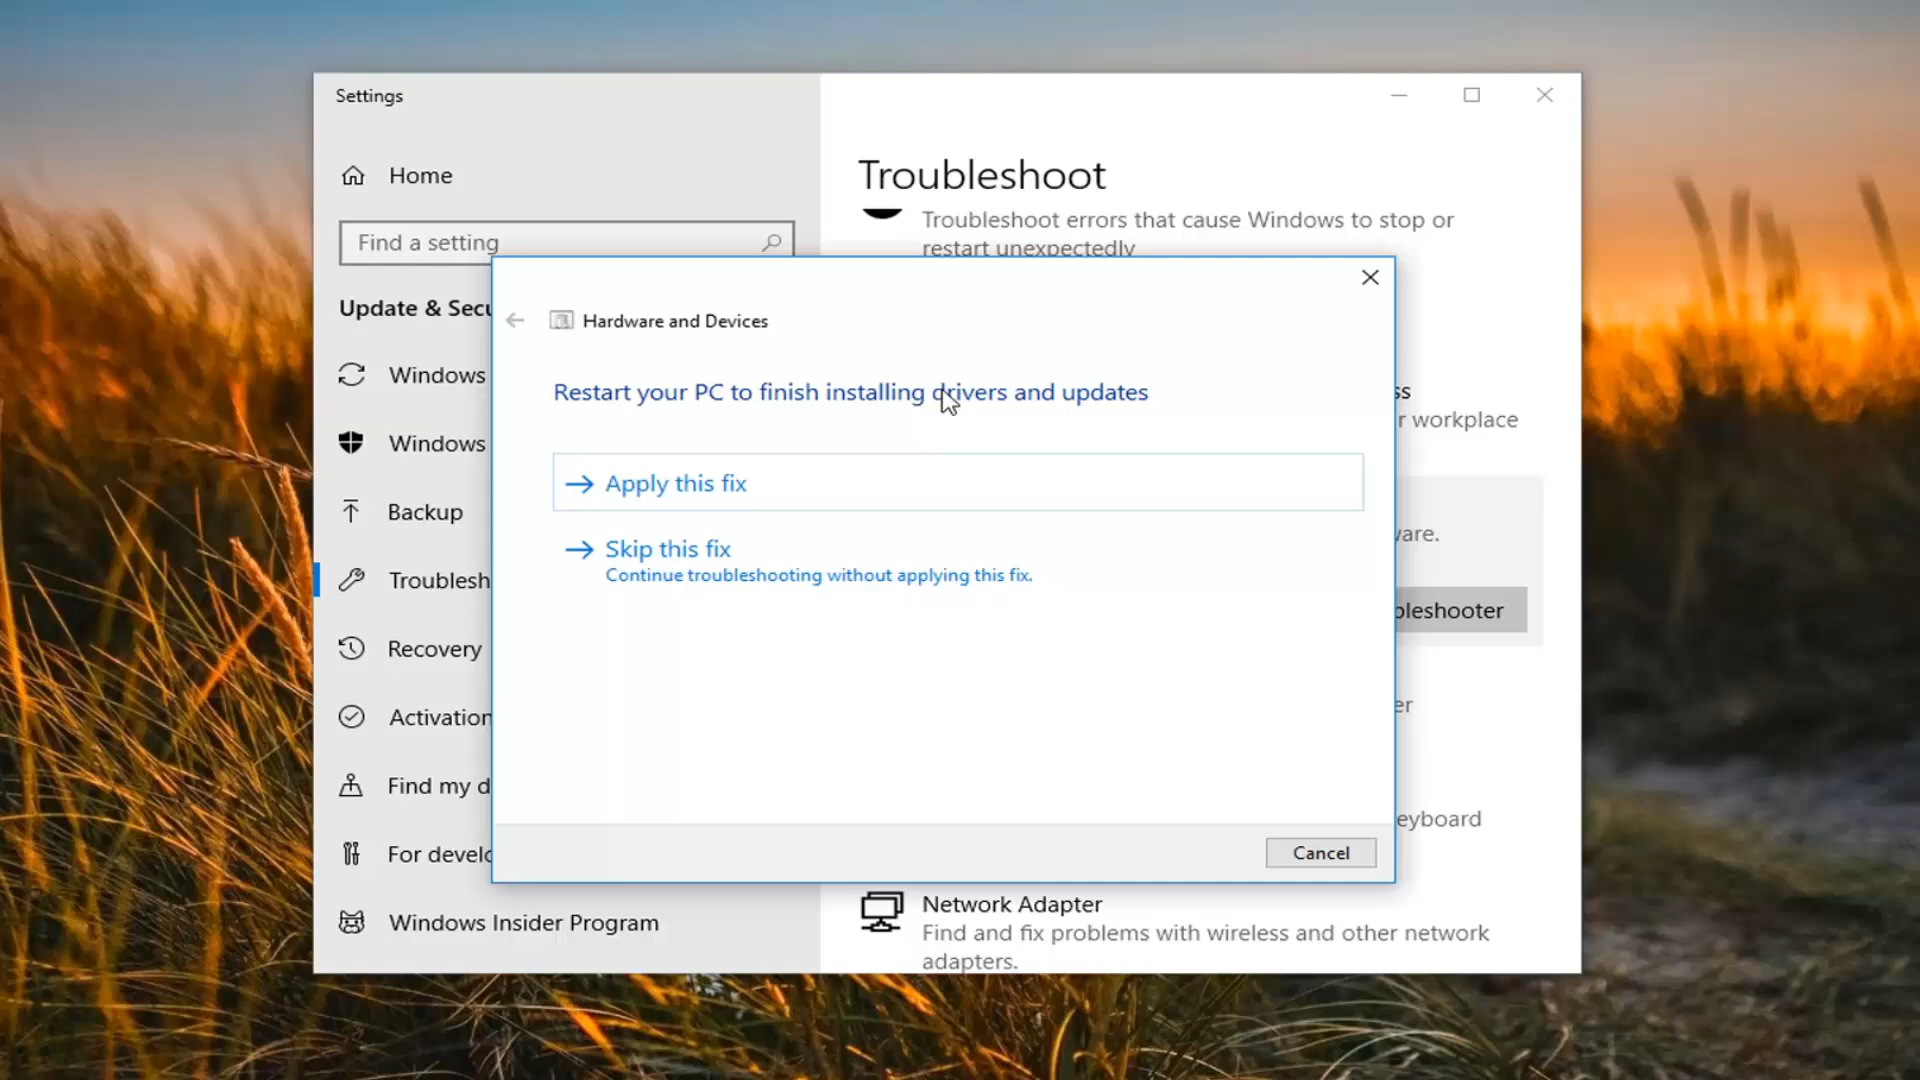 Settings
Home
Find a setting
Update & Secu
Windows
Windows
Backup
Troublesh
Recovery
Activation
Find my d
For develo
Windows Insider Program
Troubleshoot
Troubleshoot errors that cause Windows to stop or
restart unexpectedly
Hardware and Devices
Restart your PC to finish installing drivers and updates
Apply this fix
Skip this fix
Continue troubleshooting without applying this fix.
Cancel
ss
r workplace
vare.
bleshooter
er
eyboard
Network Adapter
Find and fix problems with wireless and other network
adapters.